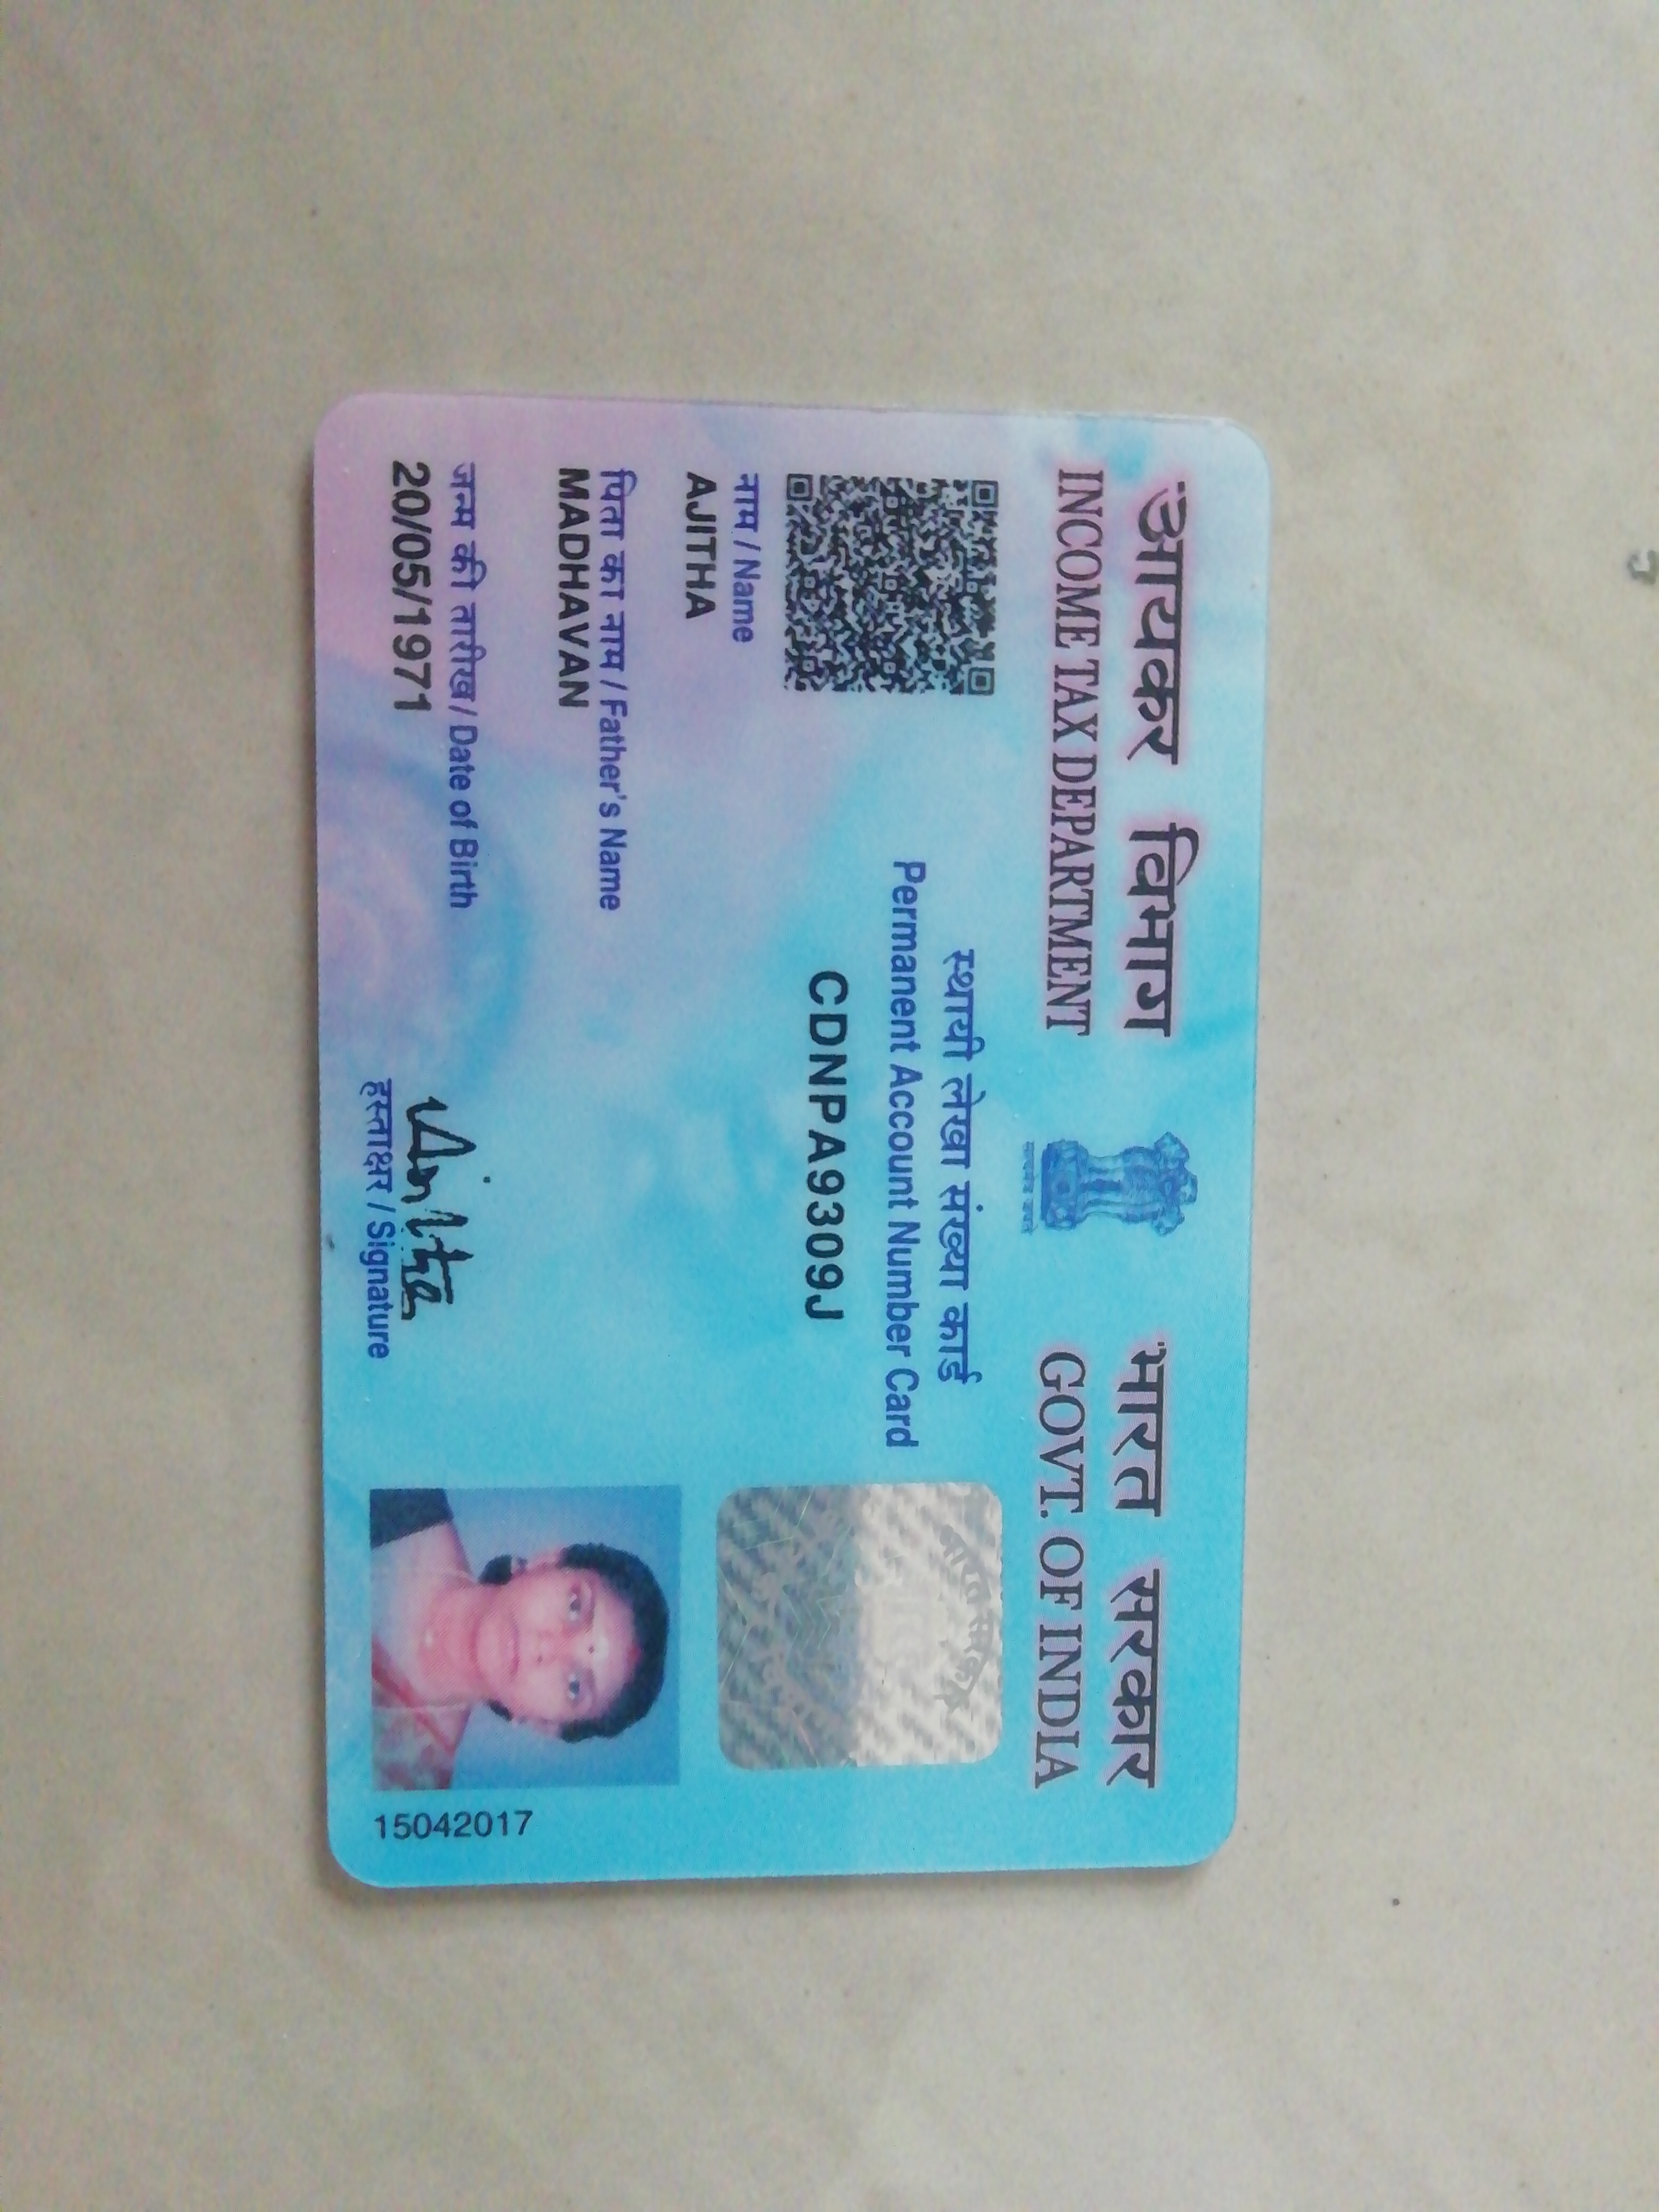 आयकर विभाग
INCOME TAX DEPARTMENT
भारत सरकार
GOVT. OF INDIA
स्थायी लेखा संख्या कार्ड
Permanent Account Number Card
CDNPA9309J
नाम / Name
AJITHA
पिता का नाम / Father's Name
MADHAVAN
जन्म की तारीख / Date of Birth
20/05/1971
हस्ताक्षर / Signature
15042017